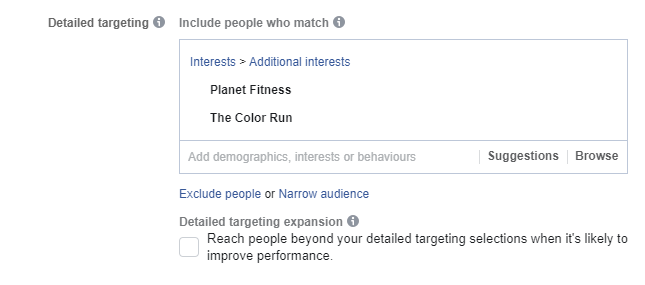 Detailed targeting Include people who match
Interests > Additional interests
Planet Fitness
The Color Run
Add demographics, interests or behaviours Suggestions Browse
Exclude people or Narrow audience
Detailed targeting expansion
Reach people beyond your detailed targeting selections when it's likely to
improve performance.